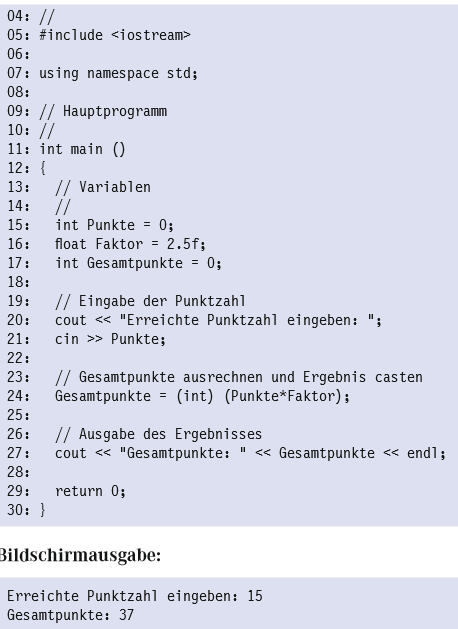 04: //
05: #include <iostream>
06:
07: using namespace std;
08:
09: // Hauptprogramm
10: //
11: int main ()
12: {
13:   // Variablen
14:   //
15:   int Punkte = 0;
16:   float Faktor = 2.5f;
17:   int Gesamtpunkte = 0;
18:
19:   // Eingabe der Punktzahl
20:   cout << "Erreichte Punktzahl eingeben: ";
21:   cin >> Punkte;
22:
23:   // Gesamtpunkte ausrechnen und Ergebnis casten
24:   Gesamtpunkte = (int) (Punkte*Faktor);
25:
26:   // Ausgabe des Ergebnisses
27:   cout << "Gesamtpunkte: " << Gesamtpunkte << endl;
28:
29:   return 0;
30: }
Bildschirmausgabe:
Erreichte Punktzahl eingeben: 15
Gesamtpunkte: 37